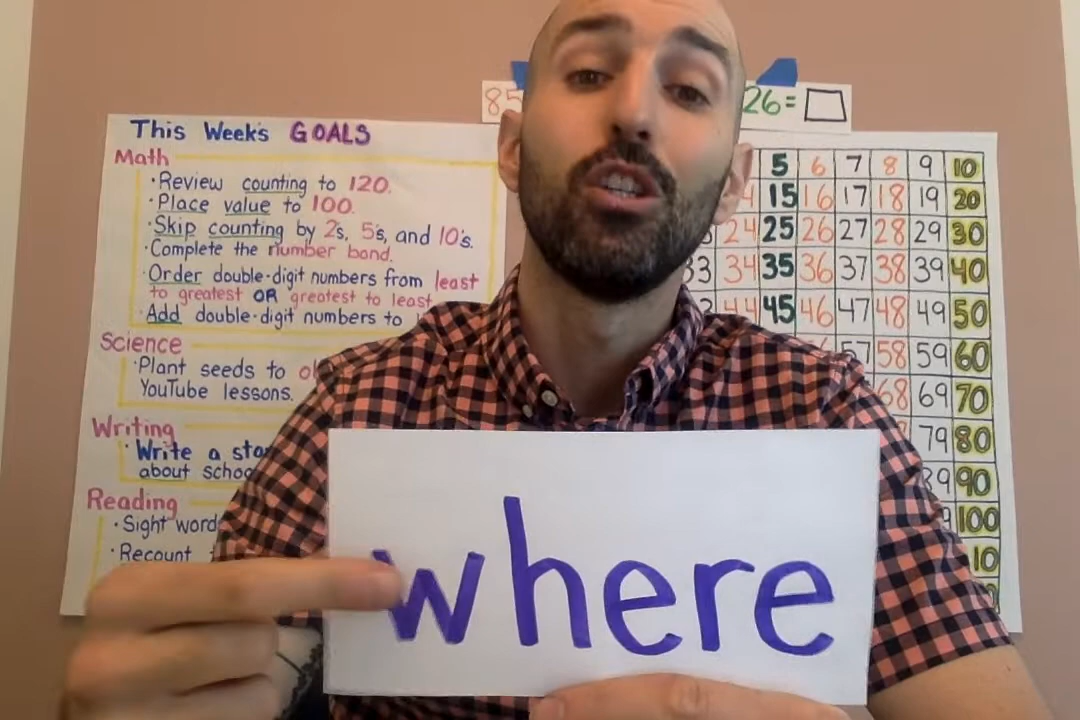 This Week's GOALS
Math
·Review counting to 120.
·Place value to 100.
·Skip counting by 2's, 5's, and 10's.
·Complete the number bond.
·Order double-digit numbers from least
to greatest OR greatest to least
·Add double-digit numbers to
Science
·Plant seeds to
YouTube lessons.
Writing
·Write a
about
Reading
·Sight
·Recount
85 26=
5 6 7 8 9 10
15 16 17 18 19 20
24 25 26 27 28 29 30
33 34 35 36 37 38 39 40
44 45 46 47 48 49 50
57 58 59 60
68 69 70
79 80
89 90
100
where